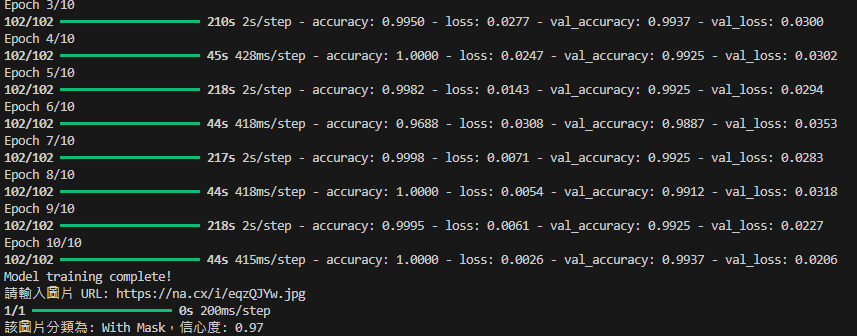 Epoch 3/10
102/102 ━━━━━━━━━━━━━━━━━━━━ 210s 2s/step - accuracy: 0.9950 - loss: 0.0277 - val_accuracy: 0.9937 - val_loss: 0.0300
Epoch 4/10
102/102 ━━━━━━━━━━━━━━━━━━━━ 45s 428ms/step - accuracy: 1.0000 - loss: 0.0247 - val_accuracy: 0.9925 - val_loss: 0.0302
Epoch 5/10
102/102 ━━━━━━━━━━━━━━━━━━━━ 218s 2s/step - accuracy: 0.9982 - loss: 0.0143 - val_accuracy: 0.9925 - val_loss: 0.0294
Epoch 6/10
102/102 ━━━━━━━━━━━━━━━━━━━━ 44s 418ms/step - accuracy: 0.9688 - loss: 0.0308 - val_accuracy: 0.9887 - val_loss: 0.0353
Epoch 7/10
102/102 ━━━━━━━━━━━━━━━━━━━━ 217s 2s/step - accuracy: 0.9998 - loss: 0.0071 - val_accuracy: 0.9925 - val_loss: 0.0283
Epoch 8/10
102/102 ━━━━━━━━━━━━━━━━━━━━ 44s 418ms/step - accuracy: 1.0000 - loss: 0.0054 - val_accuracy: 0.9912 - val_loss: 0.0318
Epoch 9/10
102/102 ━━━━━━━━━━━━━━━━━━━━ 218s 2s/step - accuracy: 0.9995 - loss: 0.0061 - val_accuracy: 0.9925 - val_loss: 0.0227
Epoch 10/10
102/102 ━━━━━━━━━━━━━━━━━━━━ 44s 415ms/step - accuracy: 1.0000 - loss: 0.0026 - val_accuracy: 0.9937 - val_loss: 0.0206
Model training complete!
請輸入圖片 URL: https://na.cx/i/eqzQJYw.jpg
1/1 ━━━━━━━━━━━━━━━━━━━━ 0s 200ms/step
該圖片分類為: With Mask，信心度: 0.97